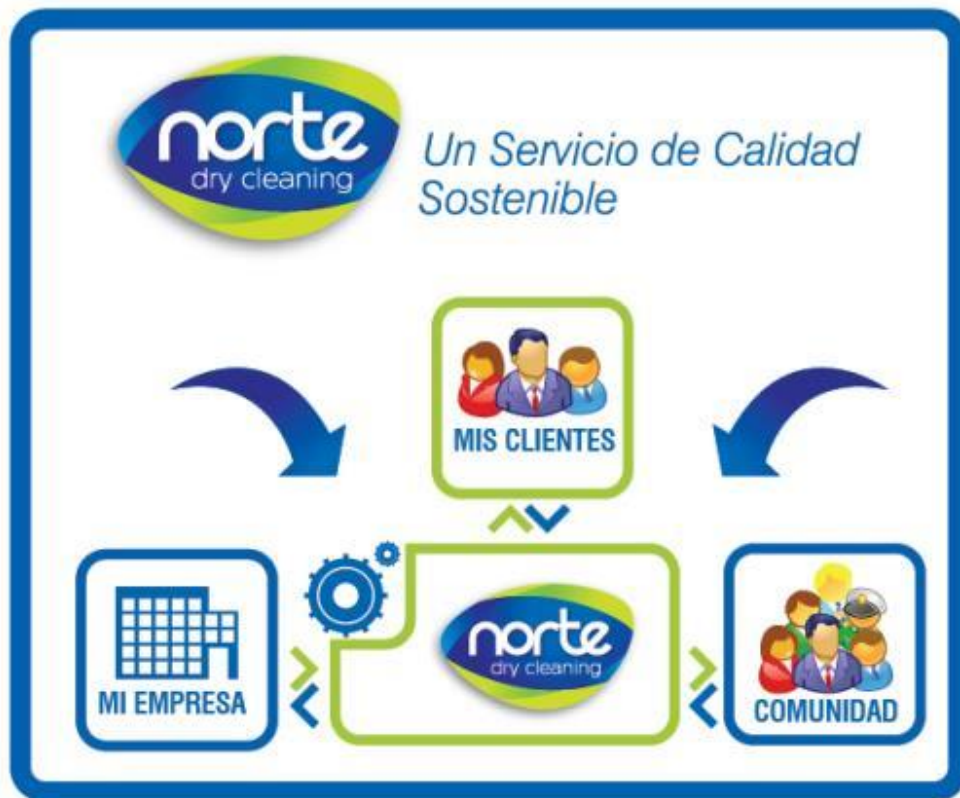 norte
dry cleaning
Un Servicio de Calidad
Sostenible
MIS CLIENTES
MI EMPRESA
norte
dry cleaning
COMUNIDAD